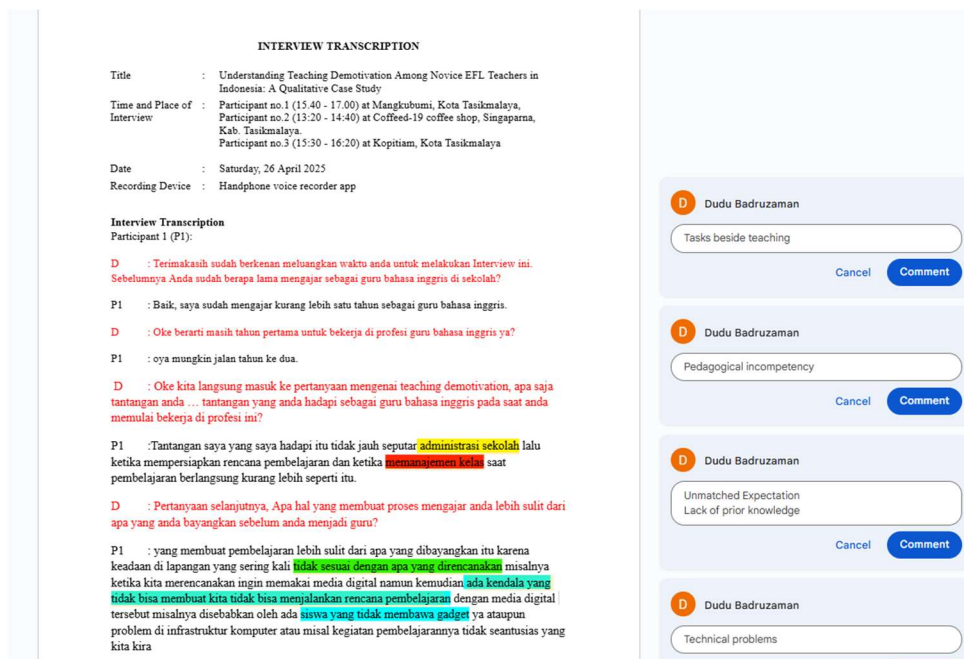 INTERVIEW TRANSCRIPTION
Title : Understanding Teaching Demotivation Among Novice EFL Teachers in
Indonesia: A Qualitative Case Study
Time and Place of : Participant no.1 (15.40 - 17.00) at Mangkubumi, Kota Tasikmalaya,
Interview Participant no.2 (13:20 - 14:40) at Coffeed-19 coffee shop, Singaparna,
Kab. Tasikmalaya.
Participant no.3 (15:30 - 16:20) at Kopitiam, Kota Tasikmalaya
Date : Saturday, 26 April 2025
Recording Device : Handphone voice recorder app
Interview Transcription
Participant 1 (P1):
D : Terimakasih sudah berkenan meluangkan waktu anda untuk melakukan Interview ini.
Sebelumnya Anda sudah berapa lama mengajar sebagai guru bahasa inggris di sekolah?
P1 : Baik, saya sudah mengajar kurang lebih satu tahun sebagai guru bahasa inggris.
D : Oke berarti masih tahun pertama untuk bekerja di profesi guru bahasa inggris ya?
P1 : oya mungkin jalan tahun ke dua.
D : Oke kita langsung masuk ke pertanyaan mengenai teaching demotivation, apa saja
tantangan anda … tantangan yang anda hadapi sebagai guru bahasa inggris pada saat anda
memulai bekerja di profesi ini?
P1 :Tantangan saya yang saya hadapi itu tidak jauh seputar administrasi sekolah lalu
ketika mempersiapkan rencana pembelajaran dan ketika memanajemen kelas saat
pembelajaran berlangsung kurang lebih seperti itu.
D : Pertanyaan selanjutnya, Apa hal yang membuat proses mengajar anda lebih sulit dari
apa yang anda bayangkan sebelum anda menjadi guru?
P1 : yang membuat pembelajaran lebih sulit dari apa yang dibayangkan itu karena
keadaan di lapangan yang sering kali tidak sesuai dengan apa yang direncanakan misalnya
ketika kita merencanakan ingin memakai media digital namun kemudian ada kendala yang
tidak bisa membuat kita tidak bisa menjalankan rencana pembelajaran dengan media digital
tersebut misalnya disebabkan oleh ada siswa yang tidak membawa gadget ya ataupun
problem di infrastruktur komputer atau misal kegiatan pembelajarannya tidak seantusias yang
kita kira
D Dudu Badruzaman
Tasks beside teaching
Cancel Comment
D Dudu Badruzaman
Pedagogical incompetency
Cancel Comment
D Dudu Badruzaman
Unmatched Expectation
Lack of prior knowledge
Cancel Comment
D Dudu Badruzaman
Technical problems